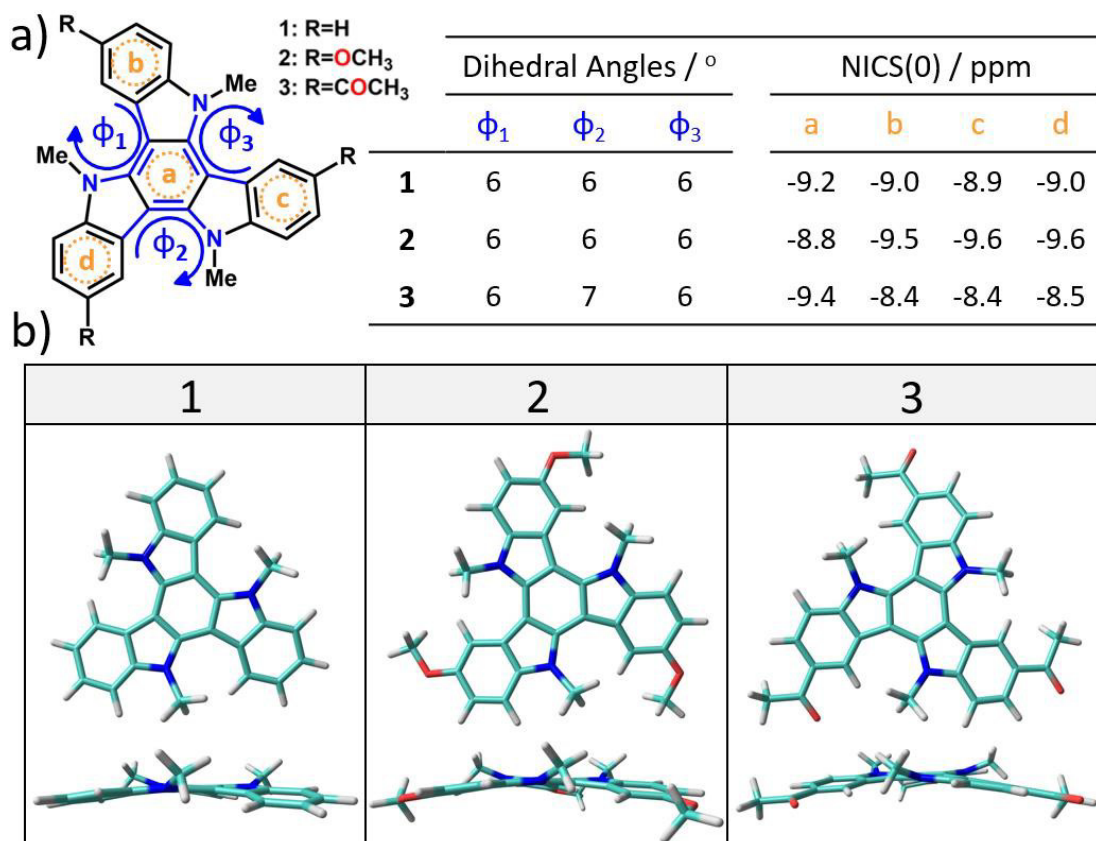 a)
R
b
N
Me
ϕ1
ϕ3
Me
N
a
R
c
ϕ2
d
N
Me
R
1: R=H
2: R=OCH3
3: R=COCH3
Dihedral Angles / o NICS(0) / ppm
ϕ1 ϕ2 ϕ3 a b c d
1 6 6 6 -9.2 -9.0 -8.9 -9.0
2 6 6 6 -8.8 -9.5 -9.6 -9.6
3 6 7 6 -9.4 -8.4 -8.4 -8.5
b)
1 2 3